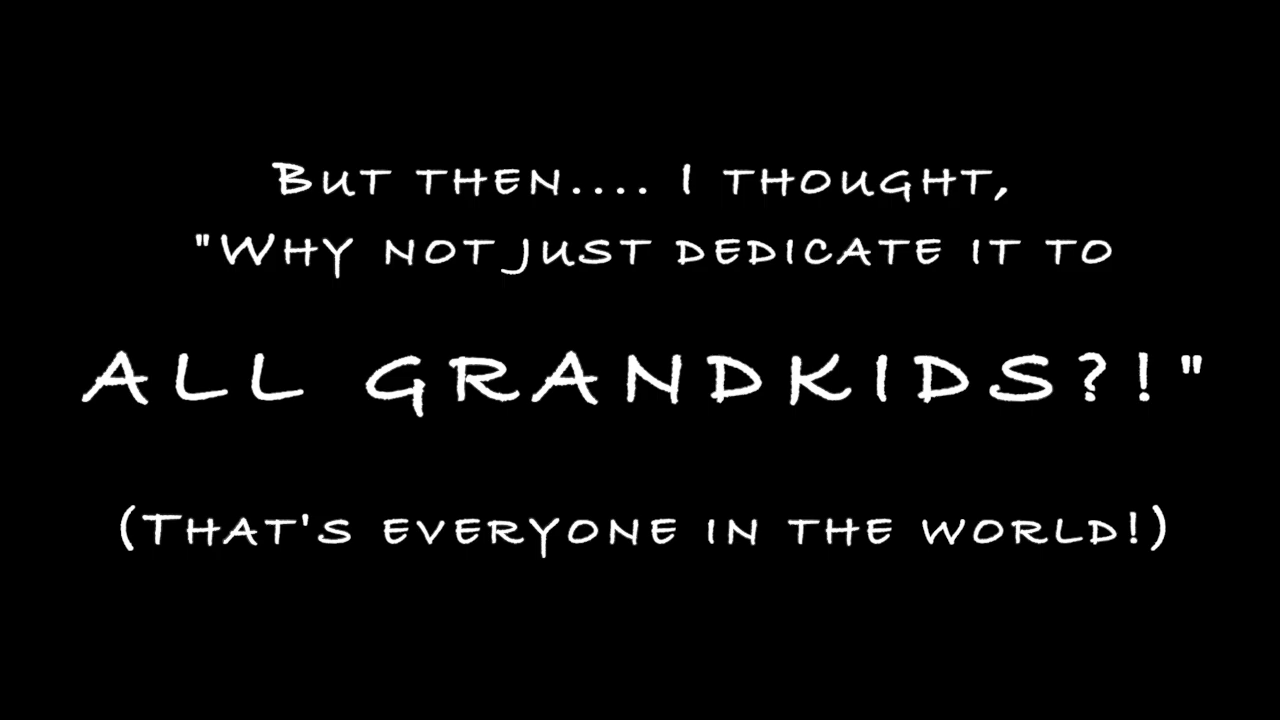 But then.... I thought,
"Why not just dedicate it to
ALL GRANDKIDS?!"
(That's everyone in the world!)